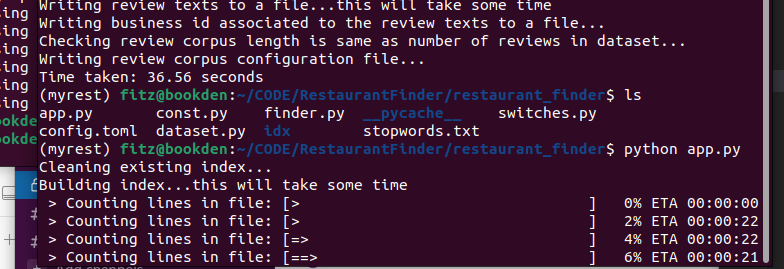 Writing review texts to a file...this will take some time
Writing business id associated to the review texts to a file...
Checking review corpus length is same as number of reviews in dataset...
Writing review corpus configuration file...
Time taken: 36.56 seconds
(myrest) fitz@bookden:~/CODE/RestaurantFinder/restaurant_finder$ ls
app.py       const.py    finder.py  __pycache__    switches.py
config.toml  dataset.py  idx        stopwords.txt
(myrest) fitz@bookden:~/CODE/RestaurantFinder/restaurant_finder$ python app.py
Cleaning existing index...
Building index...this will take some time
 > Counting lines in file: [>                             ]   0% ETA 00:00:00
 > Counting lines in file: [>                             ]   2% ETA 00:00:22
 > Counting lines in file: [=>                            ]   4% ETA 00:00:22
 > Counting lines in file: [==>                           ]   6% ETA 00:00:21